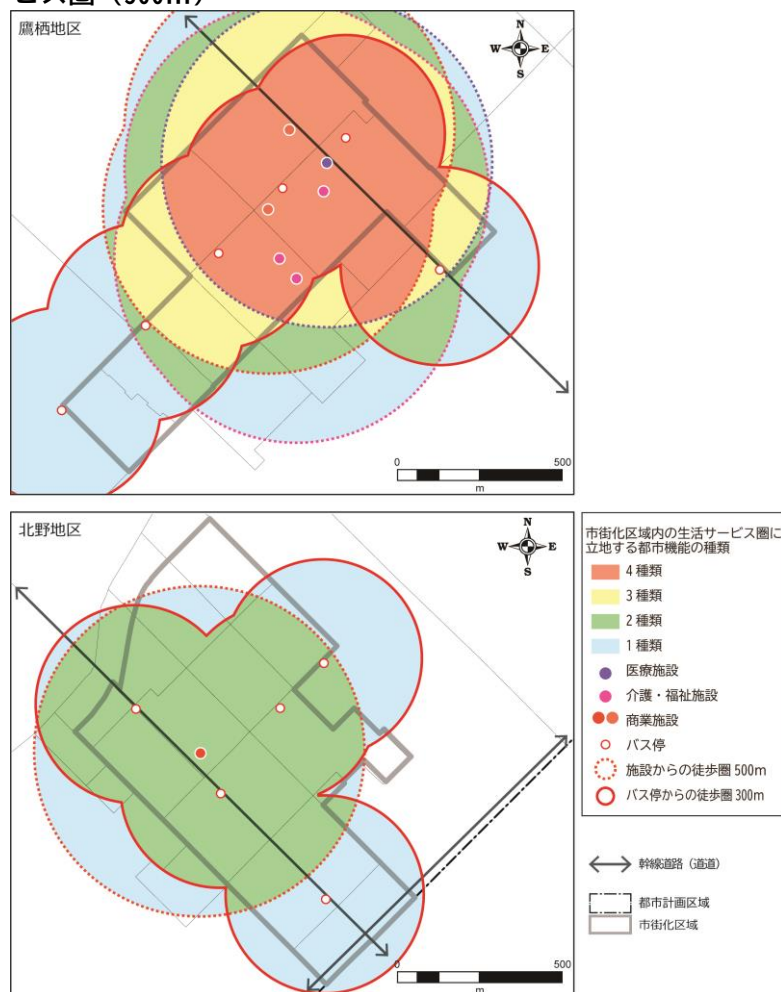 ビス圏（500m）
鷹栖地区
N
W E
S
0 500
m
北野地区
N
W E
S
0 500
m
市街化区域内の生活サービス圏に
立地する都市機能の種類
4 種類
3 種類
2 種類
1 種類
医療施設
介護・福祉施設
商業施設
バス停
施設からの徒歩圏 500m
バス停からの徒歩圏 300m
幹線道路（道道）
都市計画区域
市街化区域